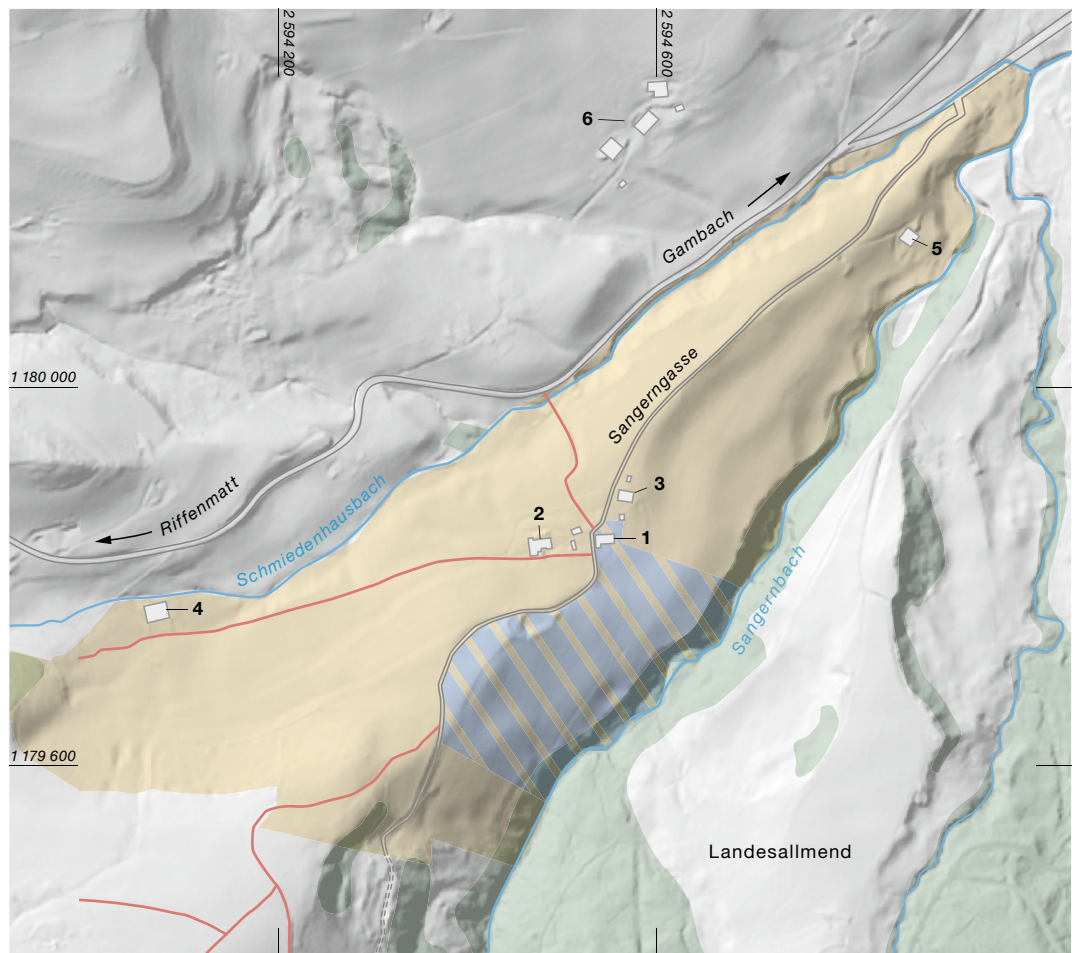 2 594 200
2 594 600
6
Gambach
5
1 180 000
Sangerngasse
3
Riffenmatt
2
1
Schmiedenhausbach
4
Sangernbach
1 179 600
Landesallmend